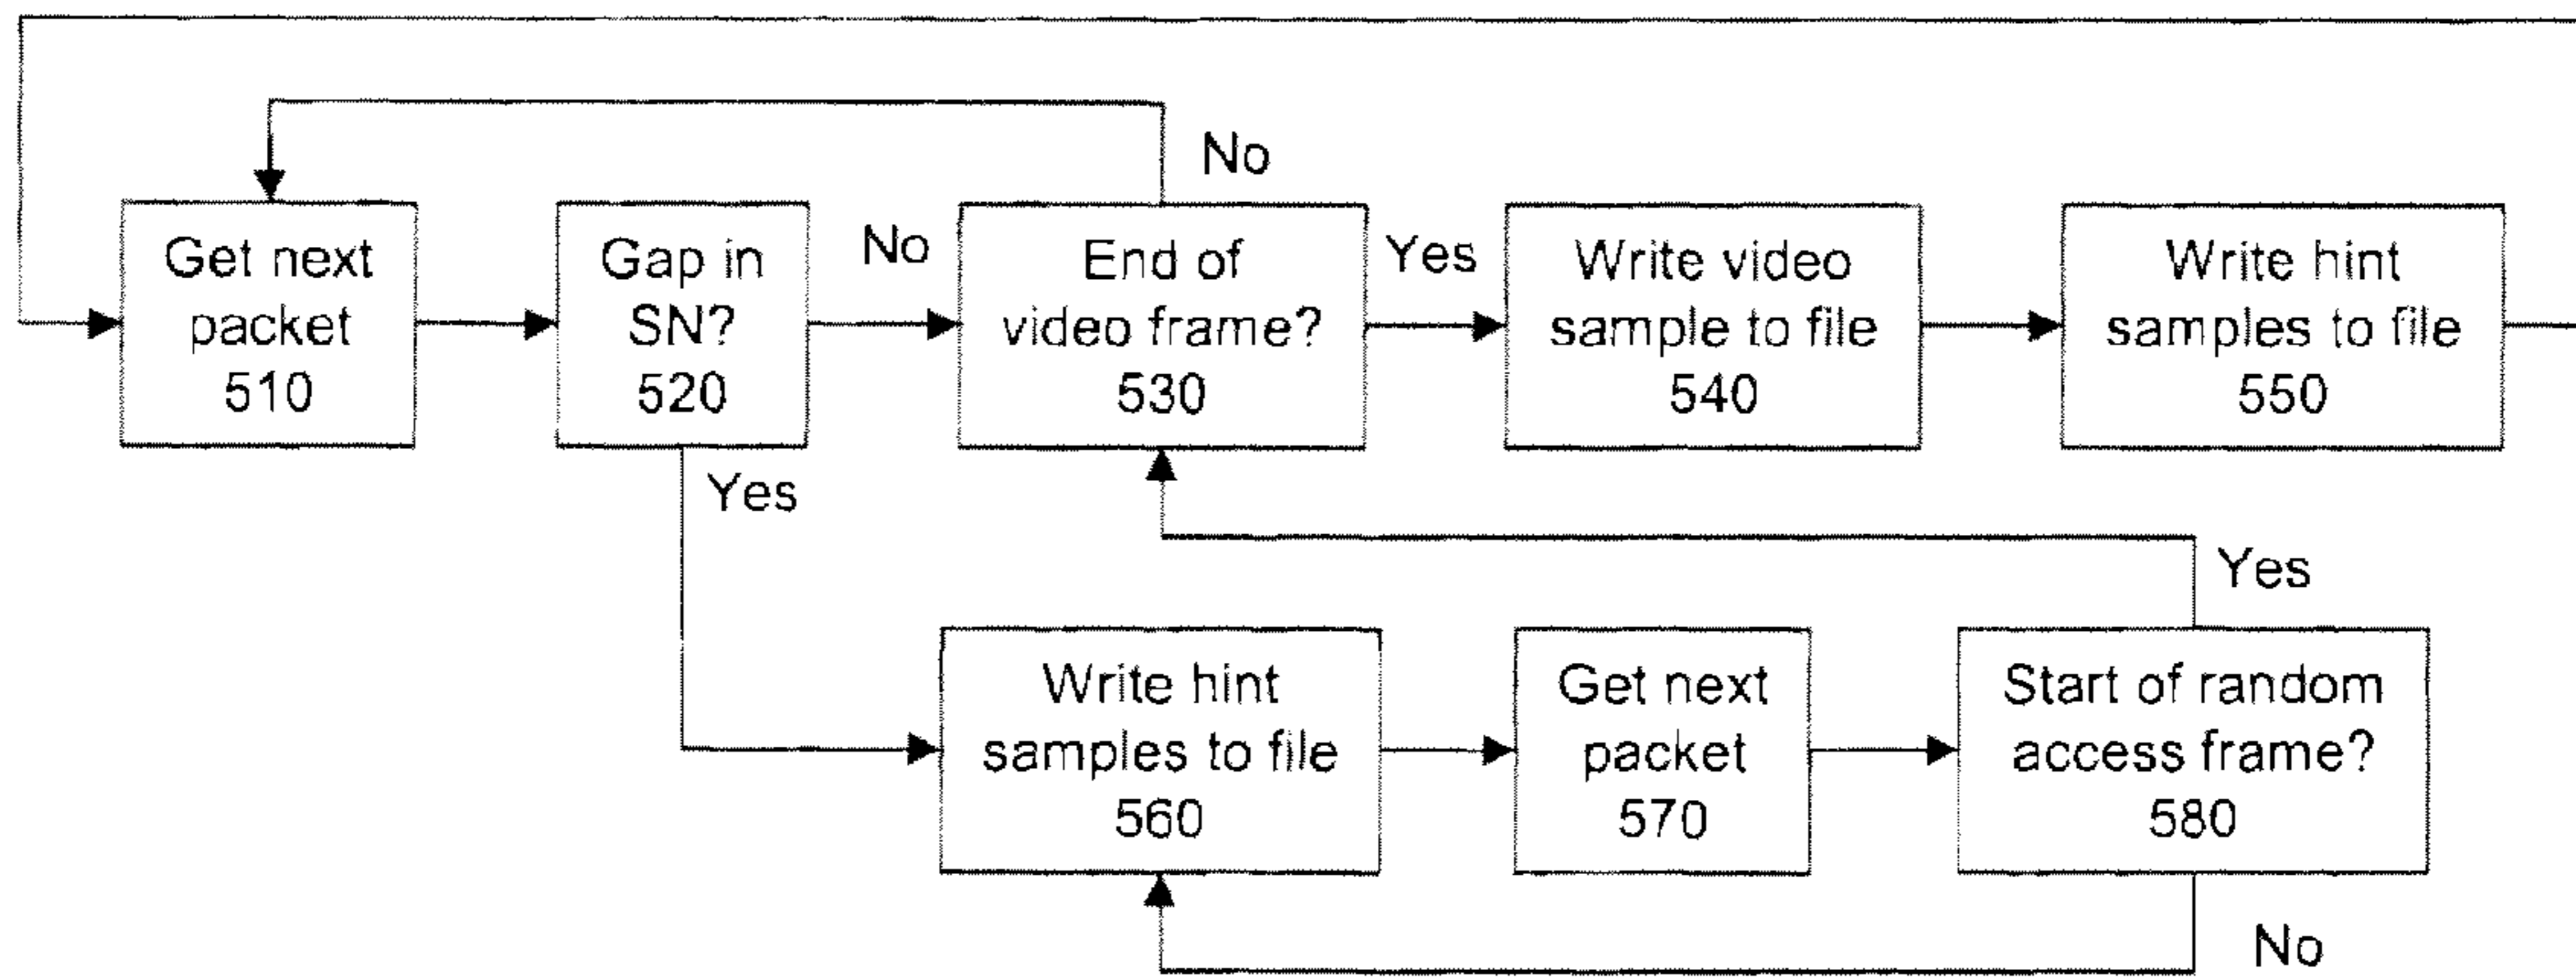 No
Get next
packet
510
Gap in
SN?
520
No
End of
video frame?
530
Yes
Write video
sample to file
540
Write hint
samples to file
550
Yes
Yes
Write hint
samples to file
560
Get next
packet
570
Start of random
access frame?
580
No